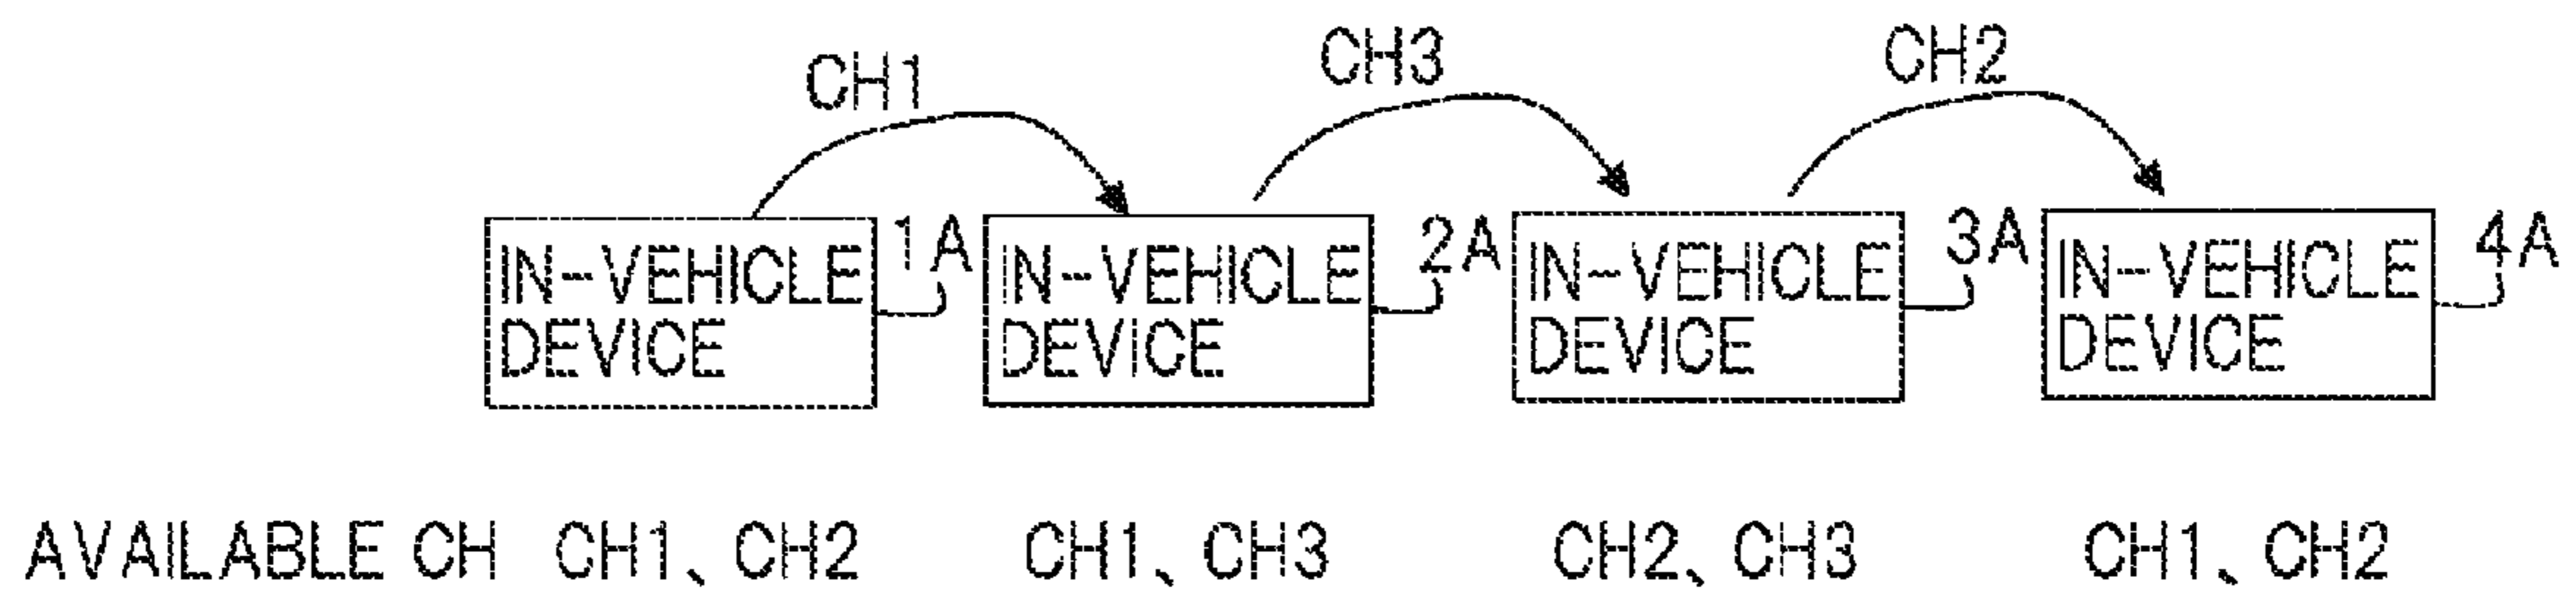 CH1 CH3 CH2
IN-VEHICLE DEVICE 1A
IN-VEHICLE DEVICE 2A
IN-VEHICLE DEVICE 3A
IN-VEHICLE DEVICE 4A
AVAILABLE CH CH1、CH2 CH1、CH3 CH2、CH3 CH1、CH2